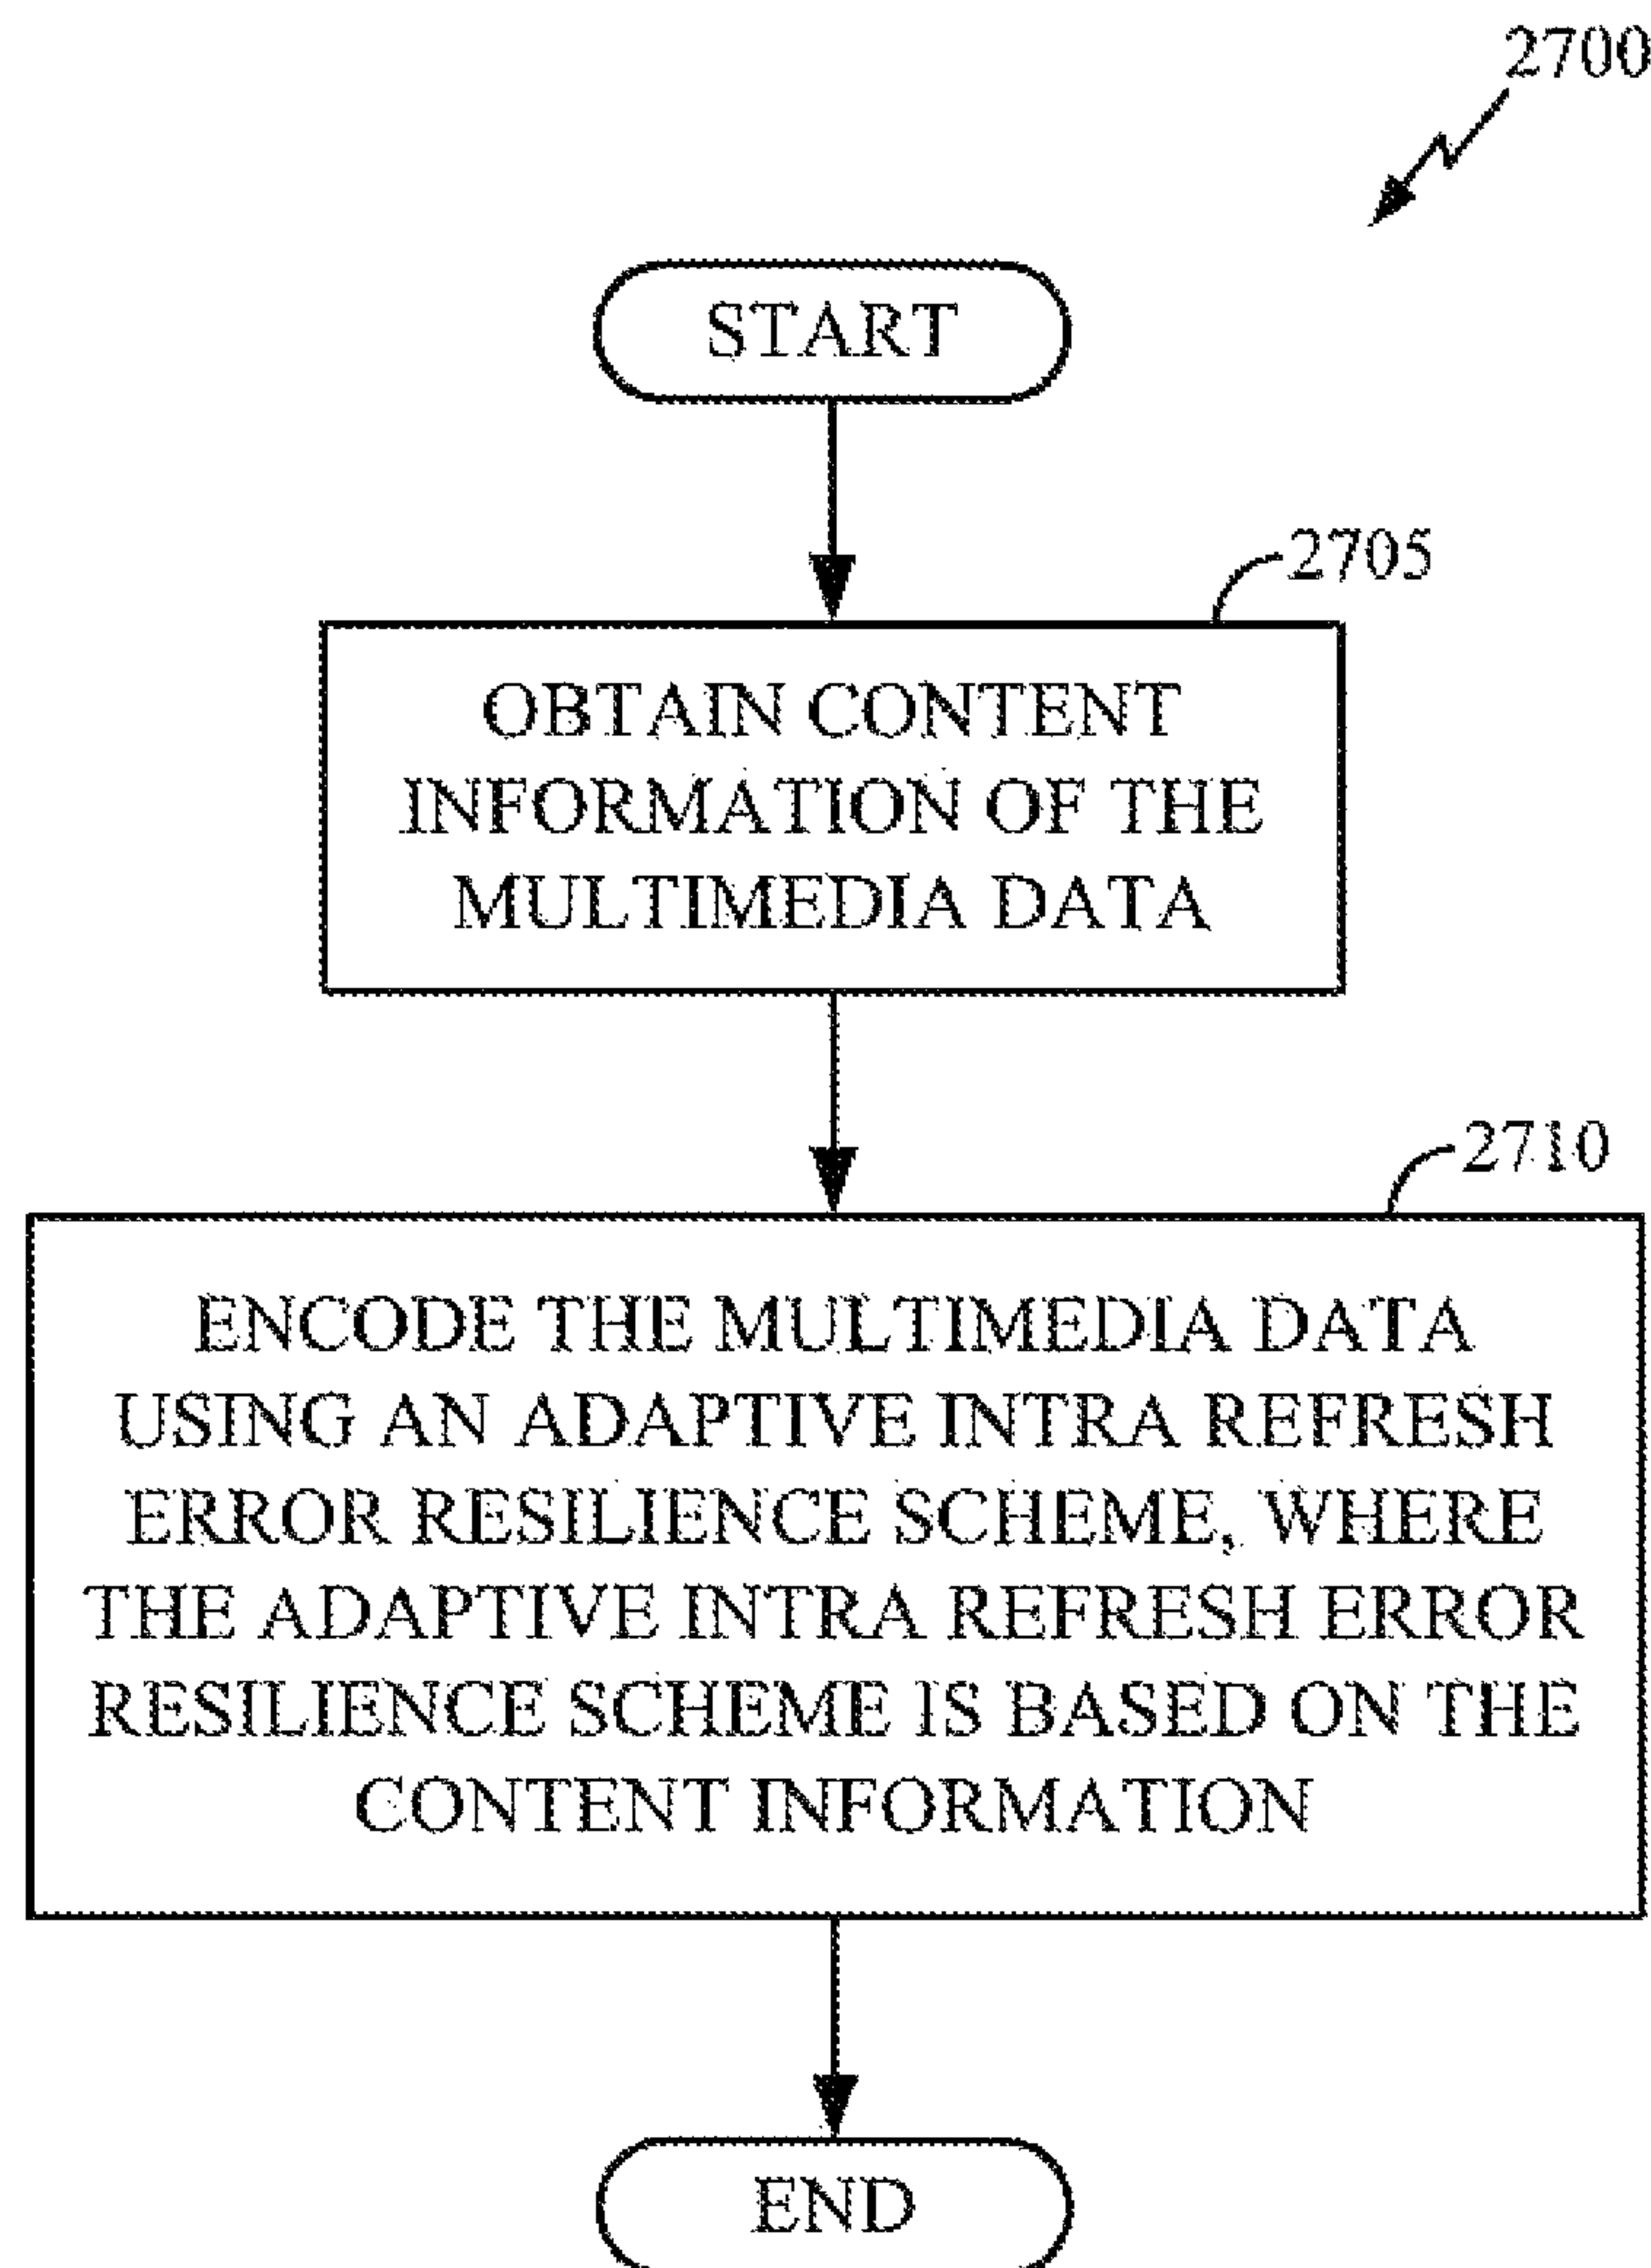 2700
START
2705
OBTAIN CONTENT
INFORMATION OF THE
MULTIMEDIA DATA
2710
ENCODE THE MULTIMEDIA DATA
USING AN ADAPTIVE INTRA REFRESH
ERROR RESILIENCE SCHEME, WHERE
THE ADAPTIVE INTRA REFRESH ERROR
RESILIENCE SCHEME IS BASED ON THE
CONTENT INFORMATION
END